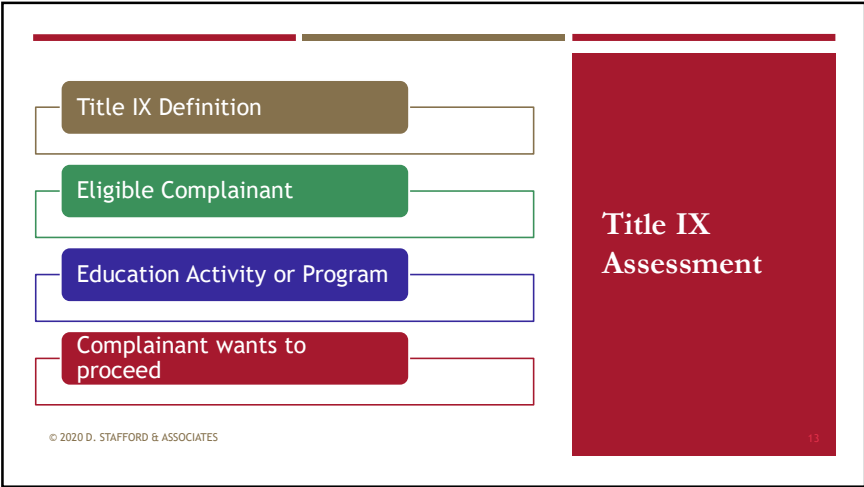 Title IX Definition
Eligible Complainant
Education Activity or Program
Complainant wants to
proceed
Title IX
Assessment
© 2020 D. STAFFORD & ASSOCIATES
13